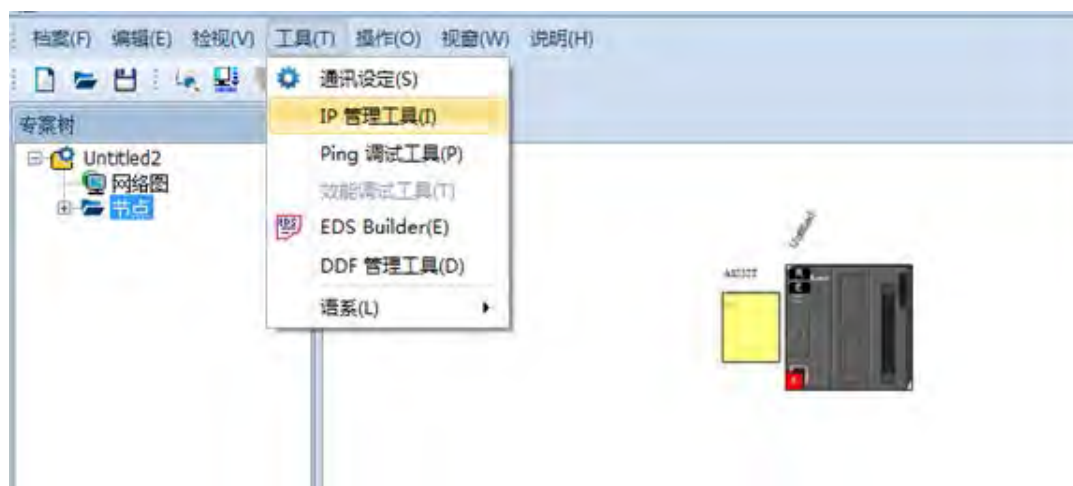 档案(F) 编辑(E) 检视(V) 工具(T) 操作(O) 视窗(W) 说明(H)
通讯设定(S)
IP 管理工具(I)
Ping 调试工具(P)
效能调试工具(T)
EDS Builder(E)
DDF 管理工具(D)
语系(L)
专案树
Untitled2
网络图
节点